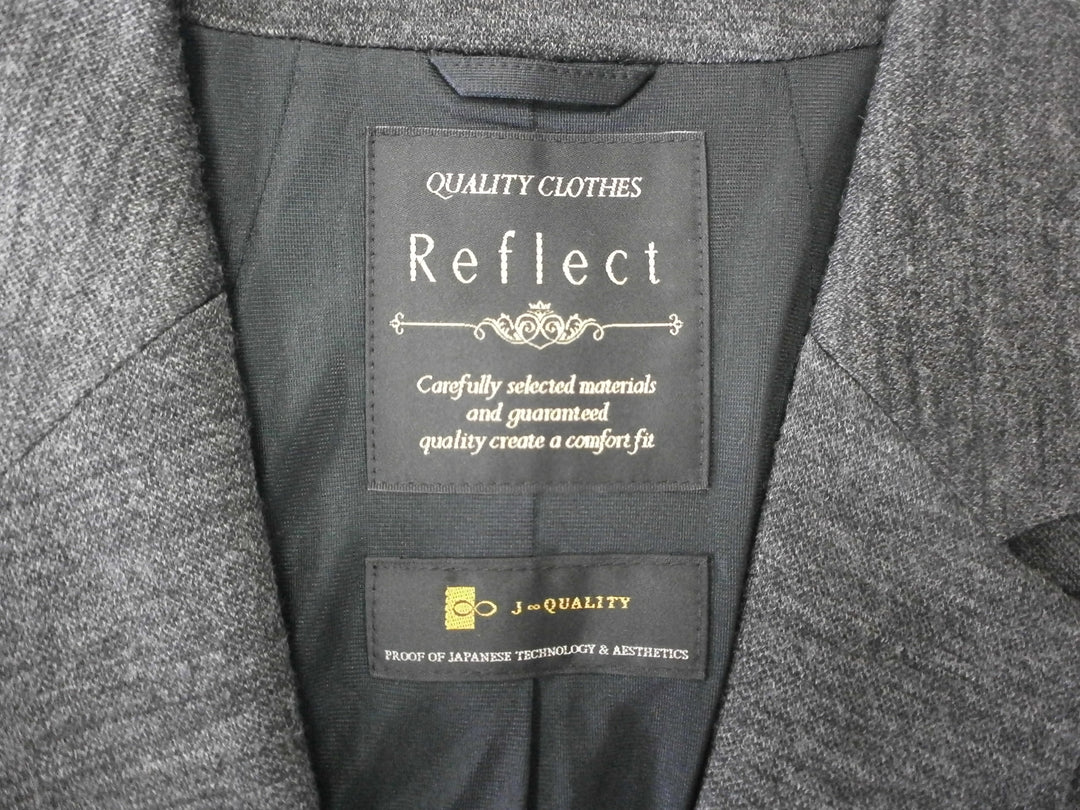 QUALITY CLOTHES
Reflect
Carefully selected materials
and guaranteed
quality create a comfort fit
J∞QUALITY
PROOF OF JAPANESE TECHNOLOGY & AESTHETICS